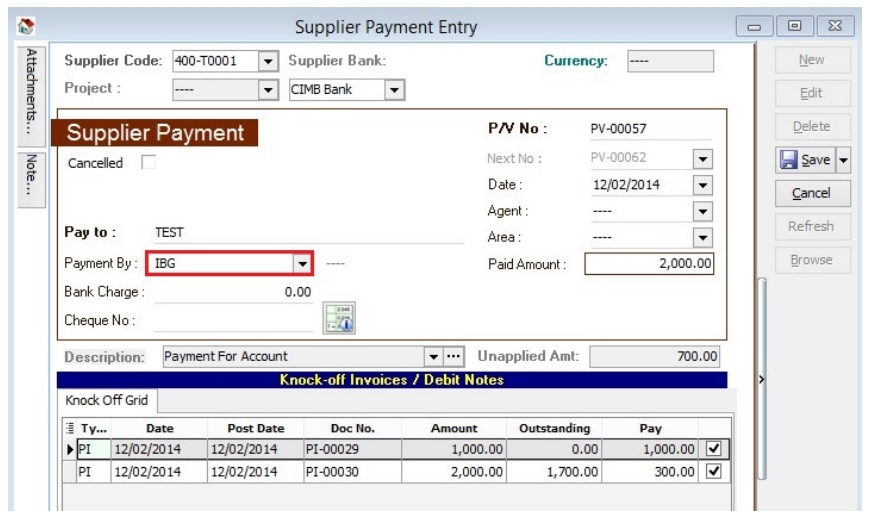 Supplier Payment Entry
Attachments...
Note...
Supplier Code: 400-T0001 Supplier Bank: Currency: ----
Project : ---- CIMB Bank
Supplier Payment
Cancelled
P/V No : PV-00057
Next No : PV-00062
Date : 12/02/2014
Agent : ----
Pay to : TEST
Area : ----
Payment By : IBG ----
Paid Amount : 2,000.00
Bank Charge : 0.00
Cheque No :
Description: Payment For Account Unapplied Amt: 700.00
Knock-off Invoices / Debit Notes
Knock Off Grid
Ty... Date Post Date Doc No. Amount Outstanding Pay
PI 12/02/2014 12/02/2014 PI-00029 1,000.00 0.00 1,000.00
PI 12/02/2014 12/02/2014 PI-00030 2,000.00 1,700.00 300.00
New
Edit
Delete
Save
Cancel
Refresh
Browse